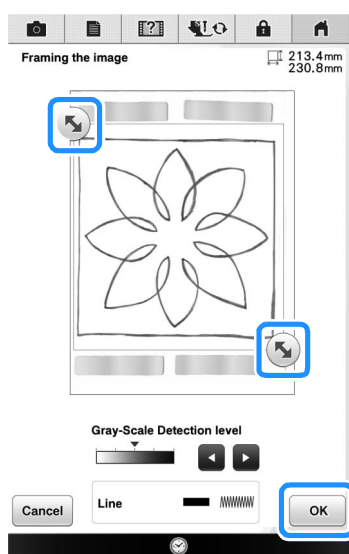 Framing the image
213.4mm
230.8mm
Gray-Scale Detection level
Line
Cancel
OK